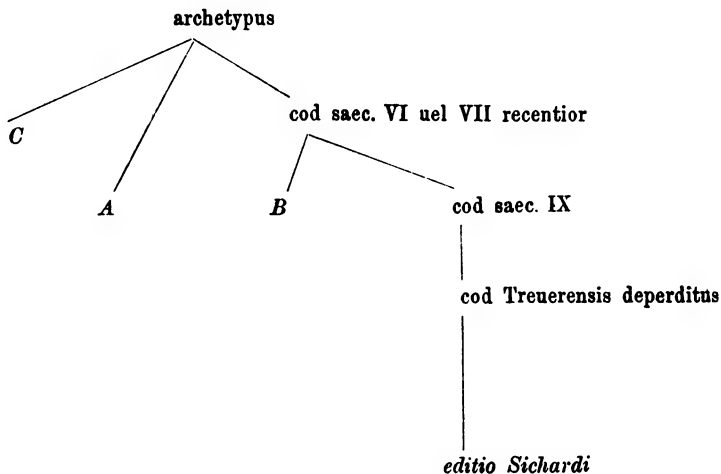 archetypus
cod saec. VI uel VII recentior
C
A
B
cod saec. IX
cod Treuerensis deperditus
editio Sichardi